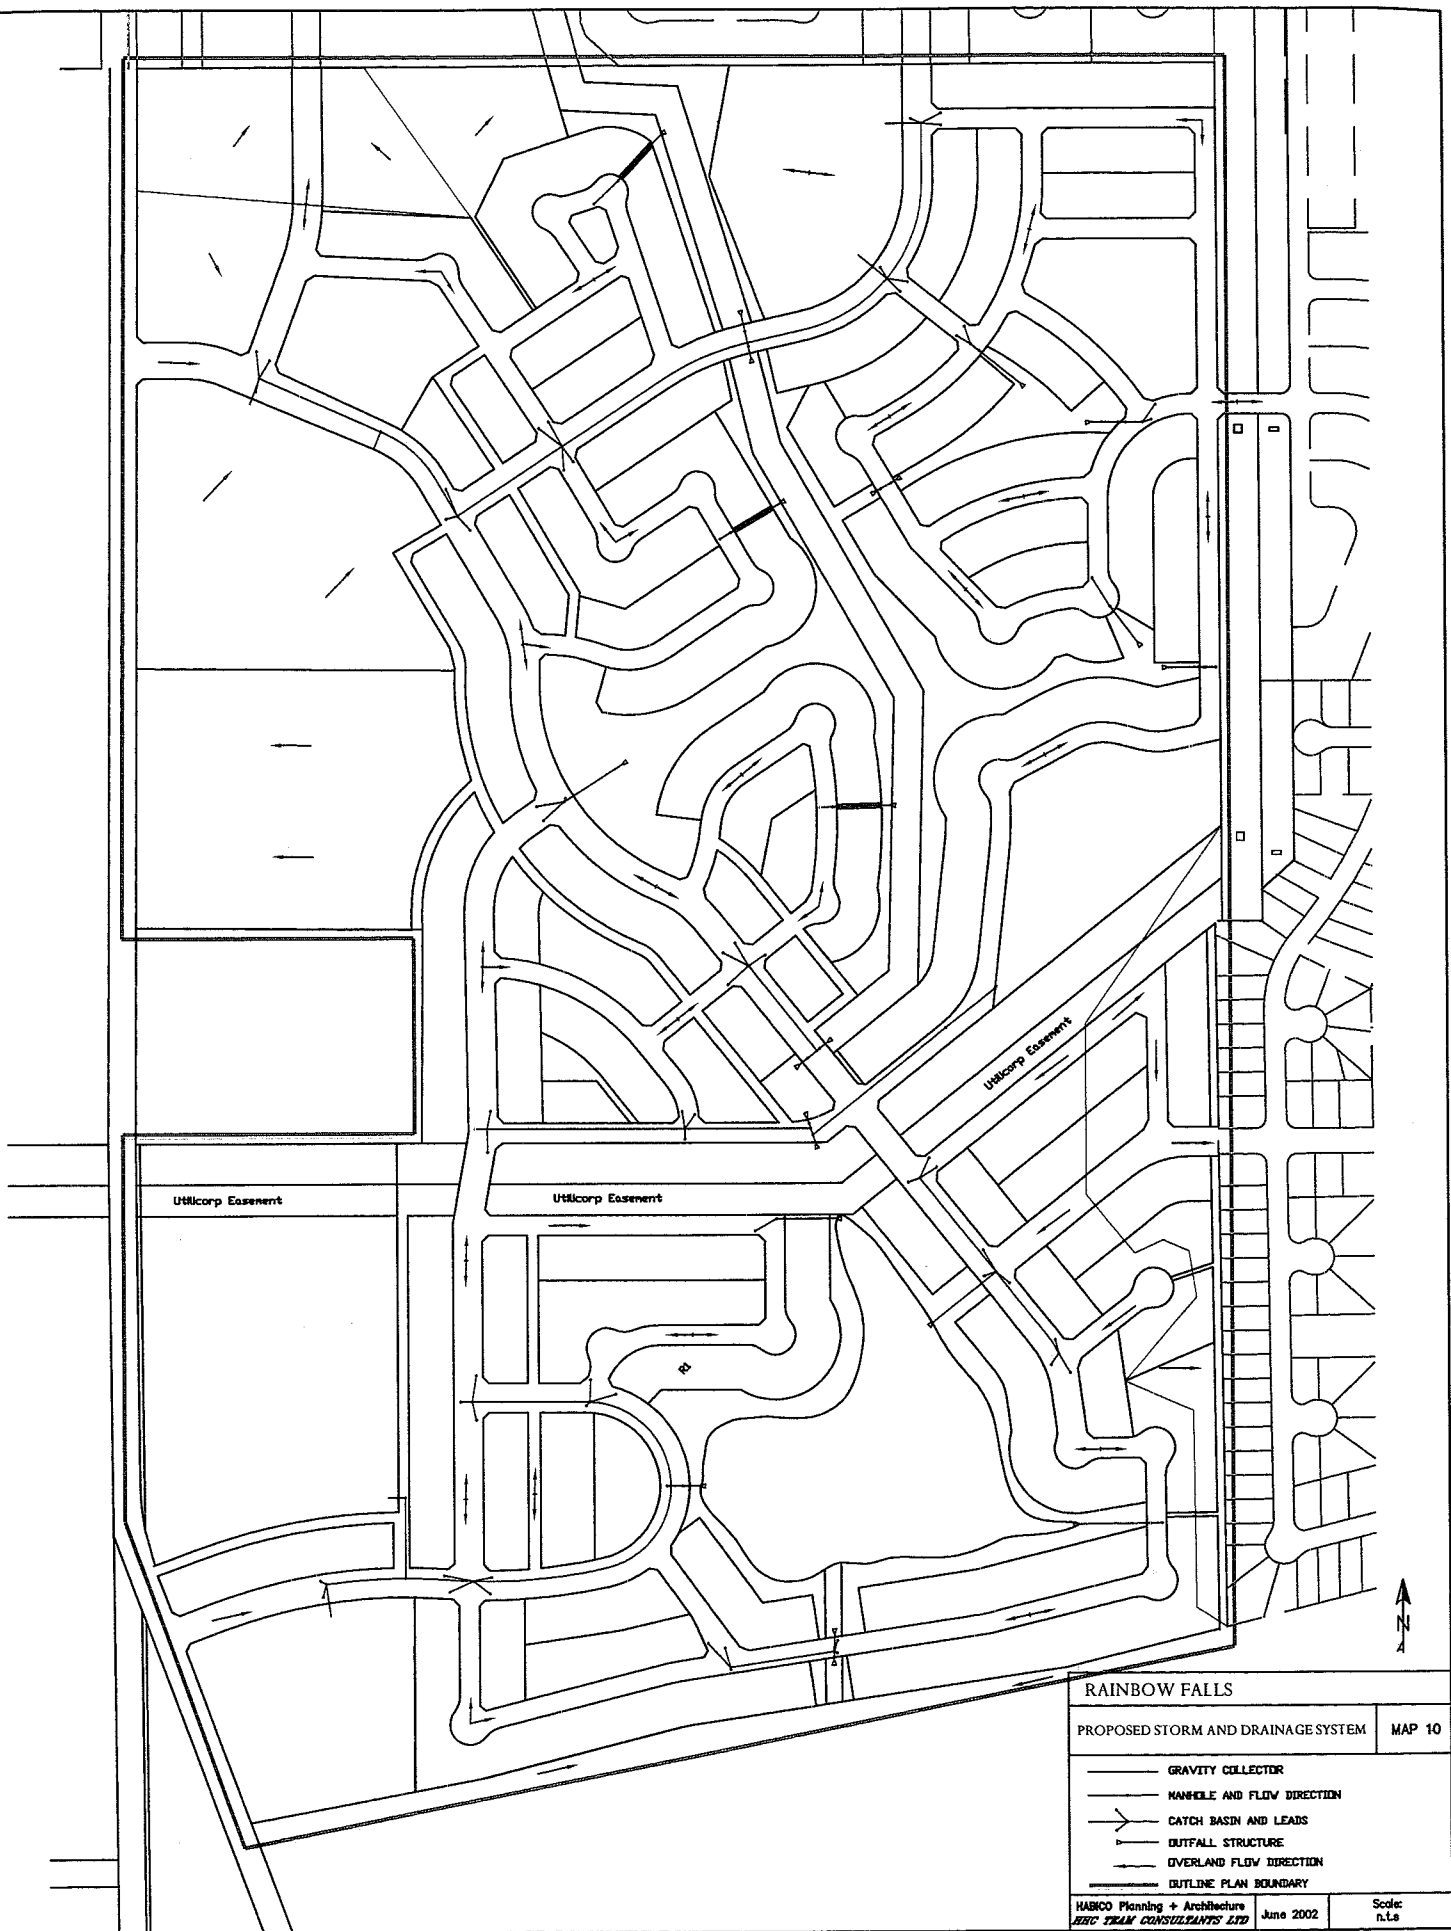 Utilicorp Easement
Utilicorp Easement
Utilicorp Easement
R1
N
RAINBOW FALLS
PROPOSED STORM AND DRAINAGE SYSTEM
MAP 10
GRAVITY COLLECTOR
MANHOLE AND FLOW DIRECTION
CATCH BASIN AND LEADS
OUTFALL STRUCTURE
OVERLAND FLOW DIRECTION
OUTLINE PLAN BOUNDARY
HABICO Planning + Architecture
HHC TEAM CONSULTANTS LTD
June 2002
Scale:
n.t.s